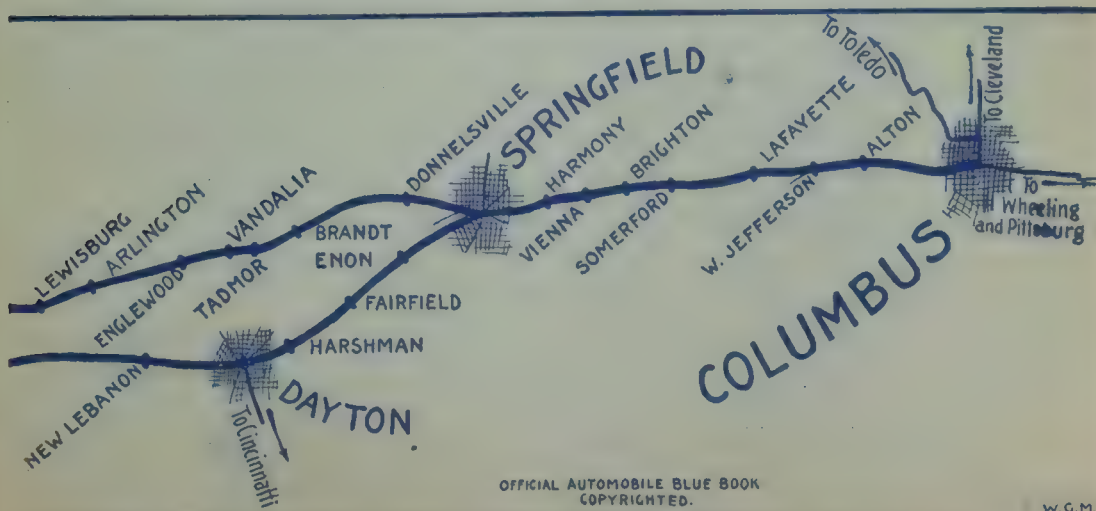 To Toledo
To Cleveland
SPRINGFIELD
DONNELSVILLE
HARMONY
BRIGHTON
LAFAYETTE
ALTON
VANDALIA
ARLINGTON
LEWISBURG
BRANDT
ENON
TADMOR
ENGLEWOOD
VIENNA
SOMERFORD
W. JEFFERSON
To
Wheeling
and Pittsburg
COLUMBUS
FAIRFIELD
HARSHMAN
NEW LEBANON
DAYTON
To Cincinnatti
OFFICIAL AUTOMOBILE BLUE BOOK
COPYRIGHTED.
W.G.M